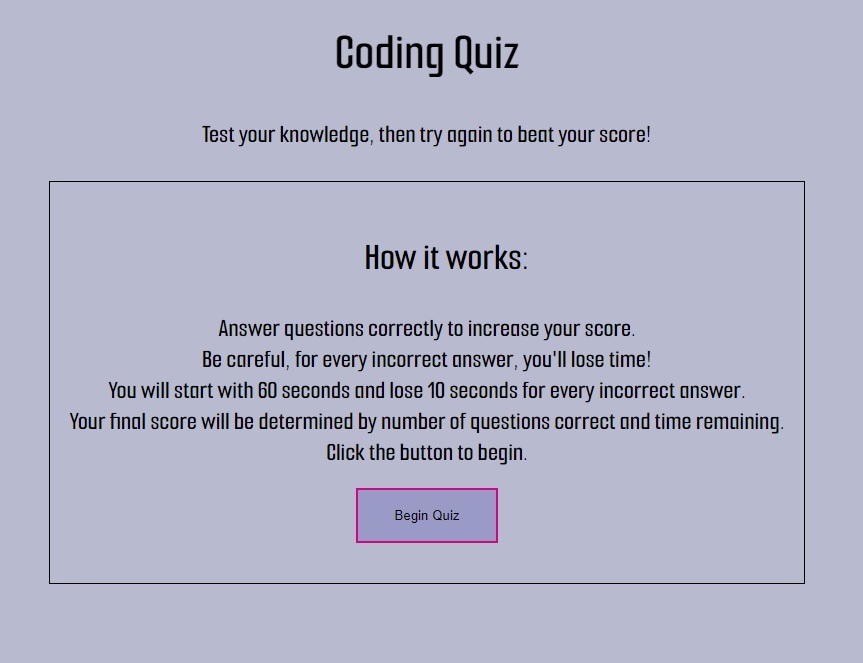 Coding Quiz
Test your knowledge, then try again to beat your score!
How it works:
Answer questions correctly to increase your score.
Be careful, for every incorrect answer, you'll lose time!
You will start with 60 seconds and lose 10 seconds for every incorrect answer.
Your final score will be determined by number of questions correct and time remaining.
Click the button to begin.
Begin Quiz